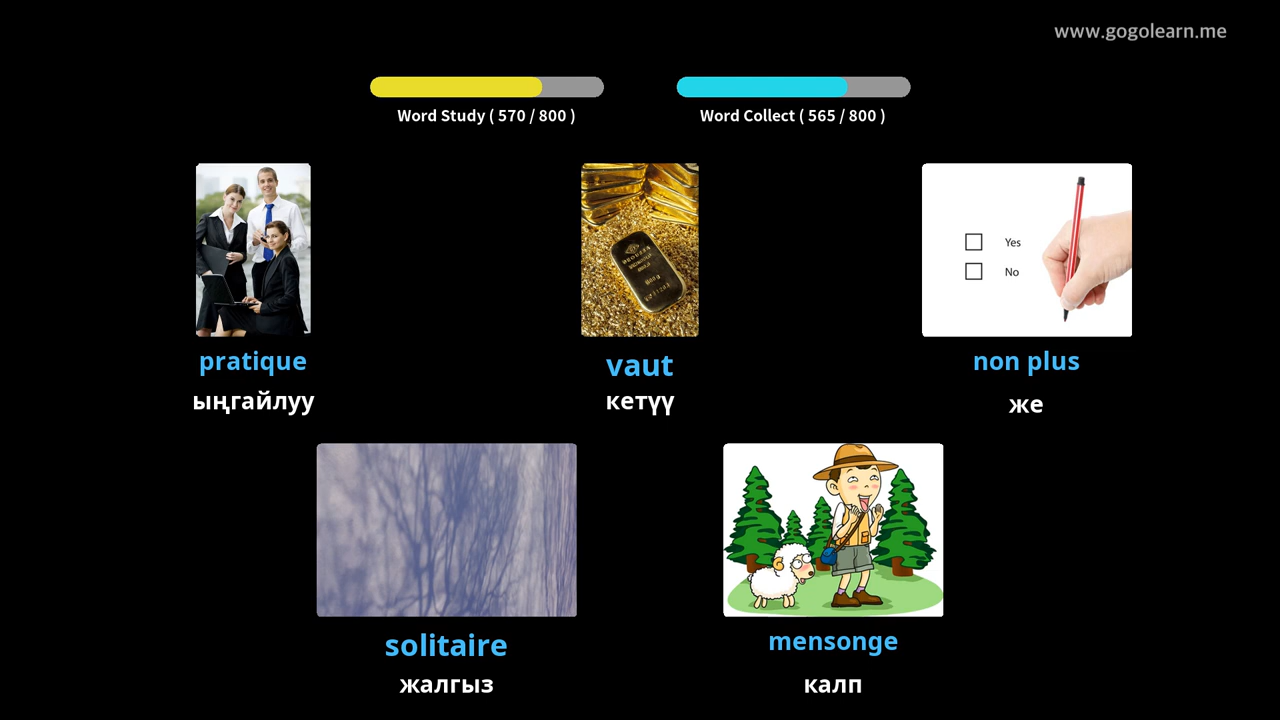 www.gogolearn.me
Word Study ( 570 / 800 )
Word Collect ( 565 / 800 )
Yes
No
pratique
vaut
non plus
ыңгайлуу
кетүү
же
solitaire
mensonge
жалгыз
калп